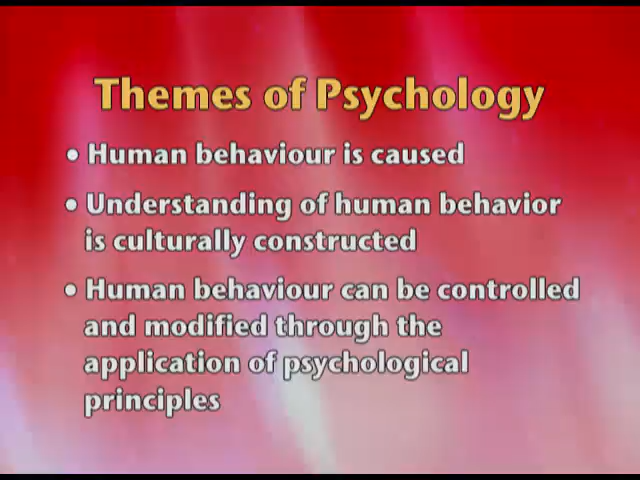 Themes of Psychology
• Human behaviour is caused
• Understanding of human behavior
is culturally constructed
• Human behaviour can be controlled
and modified through the
application of psychological
principles